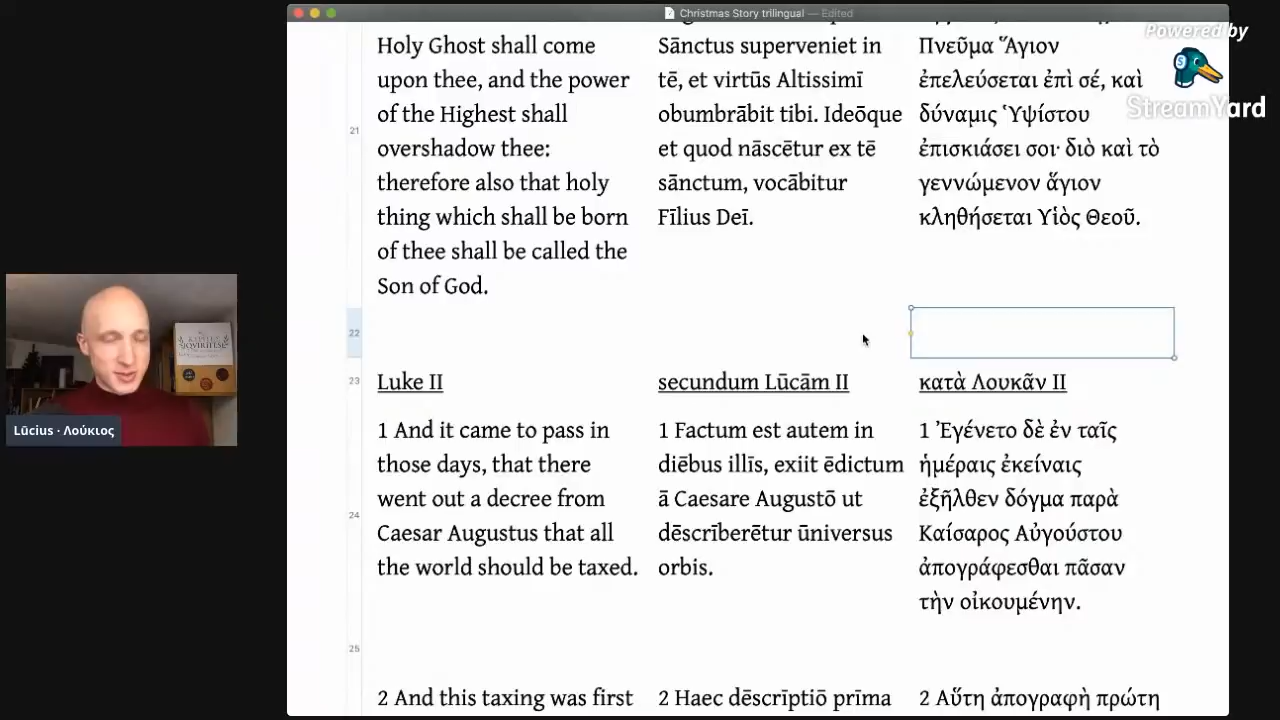 Christmas Story trilingual — Edited
Powered by
StreamYard
Holy Ghost shall come
upon thee, and the power
of the Highest shall
overshadow thee:
therefore also that holy
thing which shall be born
of thee shall be called the
Son of God.
Sānctus superveniet in
tē, et virtūs Altissimī
obumbrābit tibi. Ideōque
et quod nāscētur ex tē
sānctum, vocābitur
Fīlius Deī.
Πνεῦμα Ἅγιον
ἐπελεύσεται ἐπὶ σέ, καὶ
δύναμις Ὑψίστου
ἐπισκιάσει σοι· διὸ καὶ τὸ
γεννώμενον ἅγιον
κληθήσεται Υἱὸς Θεοῦ.
21
22
23
24
25
Luke II
1 And it came to pass in
those days, that there
went out a decree from
Caesar Augustus that all
the world should be taxed.
secundum Lūcām II
1 Factum est autem in
diēbus illīs, exiit ēdictum
ā Caesare Augustō ut
dēscrīberētur ūniversus
orbis.
κατὰ Λουκᾶν II
1 Ἐγένετο δὲ ἐν ταῖς
ἡμέραις ἐκείναις
ἐξῆλθεν δόγμα παρὰ
Καίσαρος Αὐγούστου
ἀπογράφεσθαι πᾶσαν
τὴν οἰκουμένην.
2 And this taxing was first
2 Haec dēscrīptiō prīma
2 Αὕτη ἀπογραφὴ πρώτη
Lūcius · Λούκιος